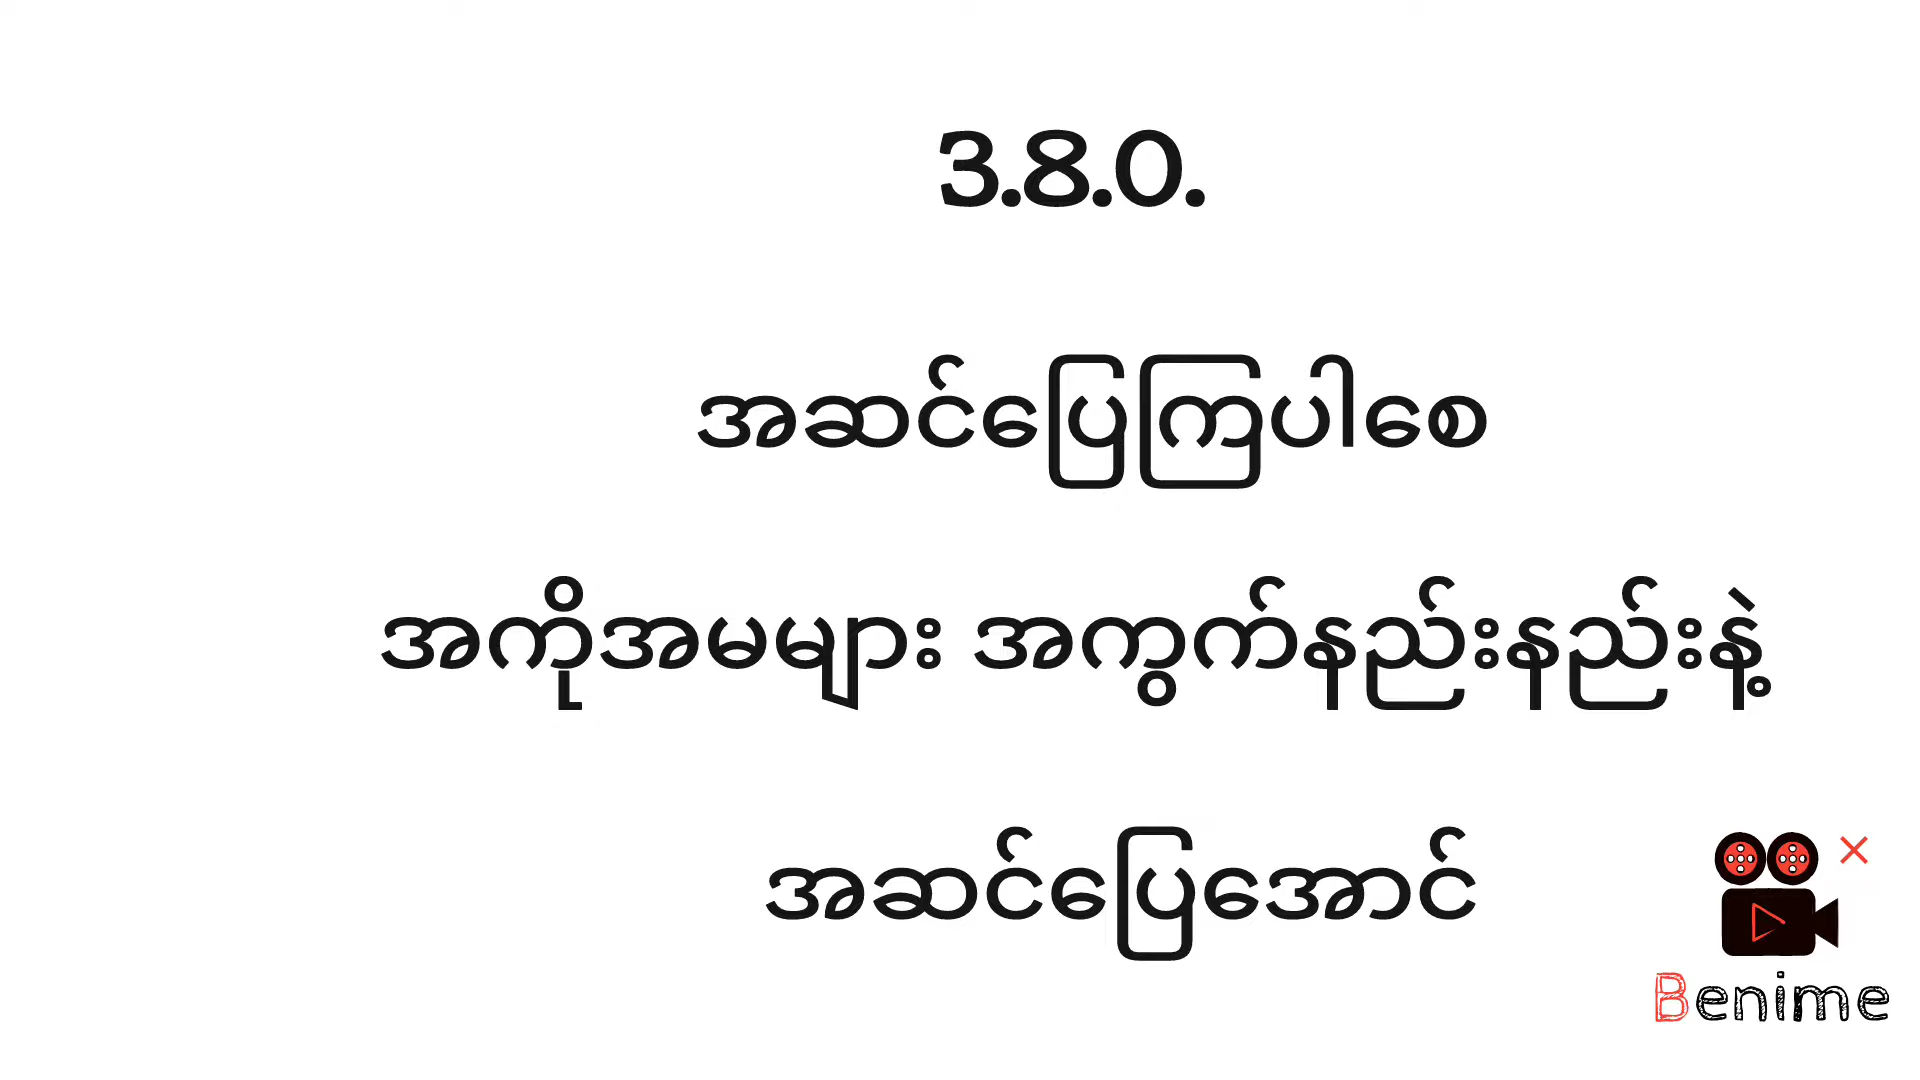 3.8.0.
အဆင်ပြေကြပါစေ
အကိုအမများ အကွက်နည်းနည်းနဲ့
အဆင်ပြေအောင်
Benime